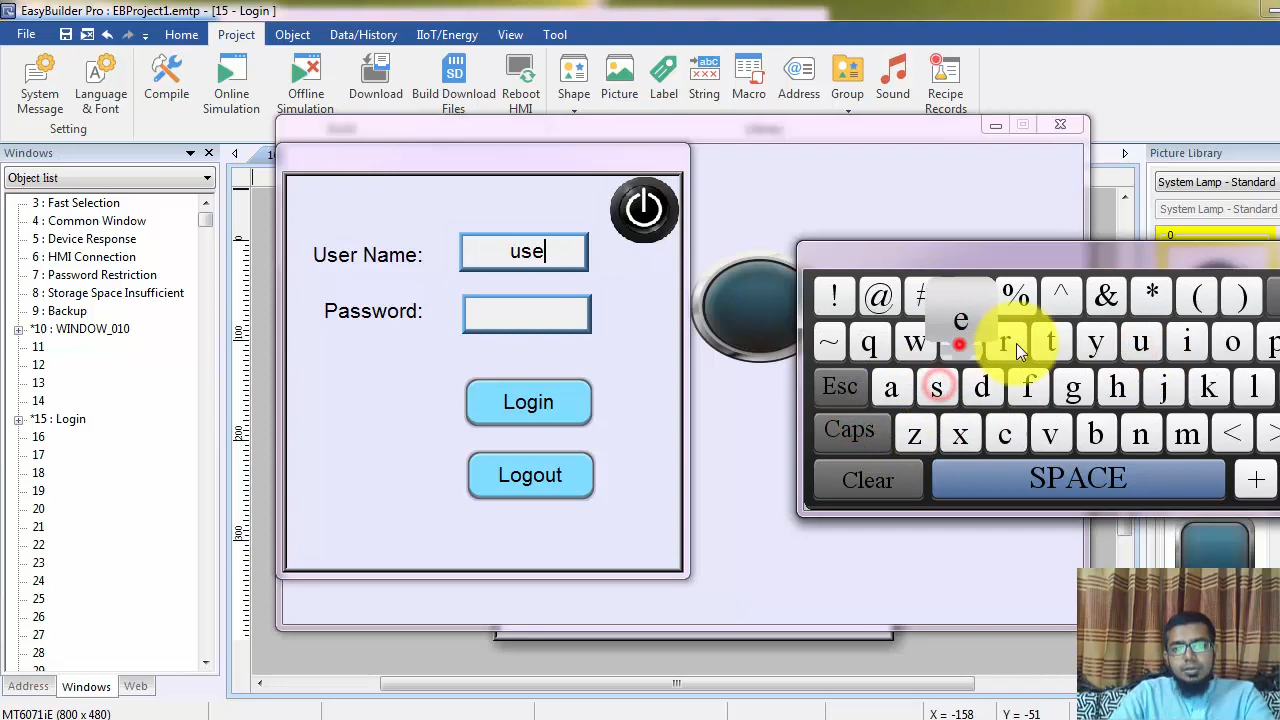 EasyBuilder Pro : EBProject1.emtp - [15 - Login ]
File Home Project Object Data/History IIoT/Energy View Tool
System Message
Language & Font
Compile
Online Simulation
Offline Simulation
Download
Build Download Files
Reboot HMI
Shape
Picture
Label
String
Macro
Address
Group
Sound
Recipe Records
Setting
Windows
Object list
3 : Fast Selection
4 : Common Window
5 : Device Response
6 : HMI Connection
7 : Password Restriction
8 : Storage Space Insufficient
9 : Backup
*10 : WINDOW_010
11
12
13
14
*15 : Login
16
17
18
19
20
21
22
23
24
25
26
27
28
29
Address Windows Web
MT6071iE (800 x 480)
User Name: use
Password:
Login
Logout
! @ # % ^ & * ( )
~ q w e r t y u i o p
Esc a s d f g h j k l
Caps z x c v b n m < >
Clear SPACE +
Picture Library
System Lamp - Standard
System Lamp - Standard
0
0
100
200
300
X = -158 Y = -51